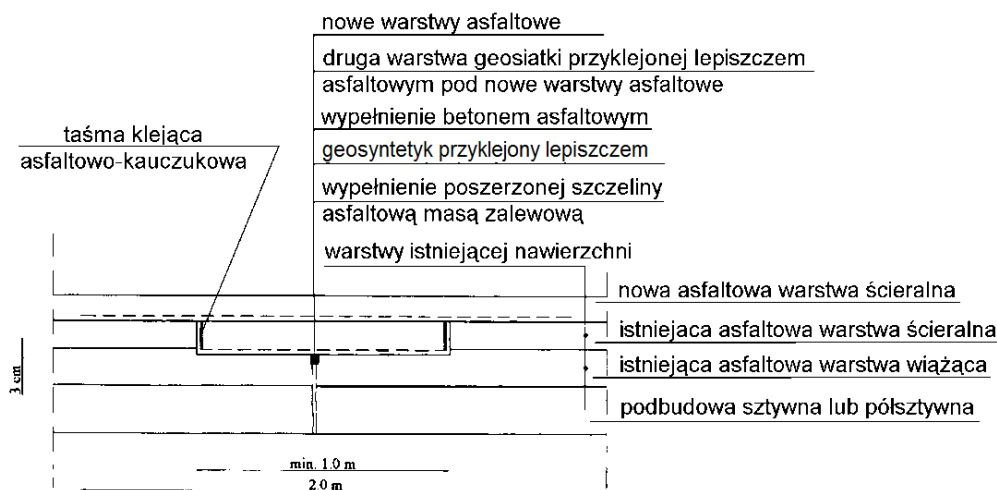 nowe warstwy asfaltowe
druga warstwa geosiatki przyklejonej lepiszczem
asfaltowym pod nowe warstwy asfaltowe
wypełnienie betonem asfaltowym
geosyntetyk przyklejony lepiszczem
wypełnienie poszerzonej szczeliny
asfaltową masą zalewową
warstwy istniejącej nawierzchni
taśma klejąca
asfaltowo-kauczukowa
nowa asfaltowa warstwa ścieralna
istniejaca asfaltowa warstwa ścieralna
istniejąca asfaltowa warstwa wiążąca
podbudowa sztywna lub półsztywna
3 cm
min. 1.0 m
2.0 m